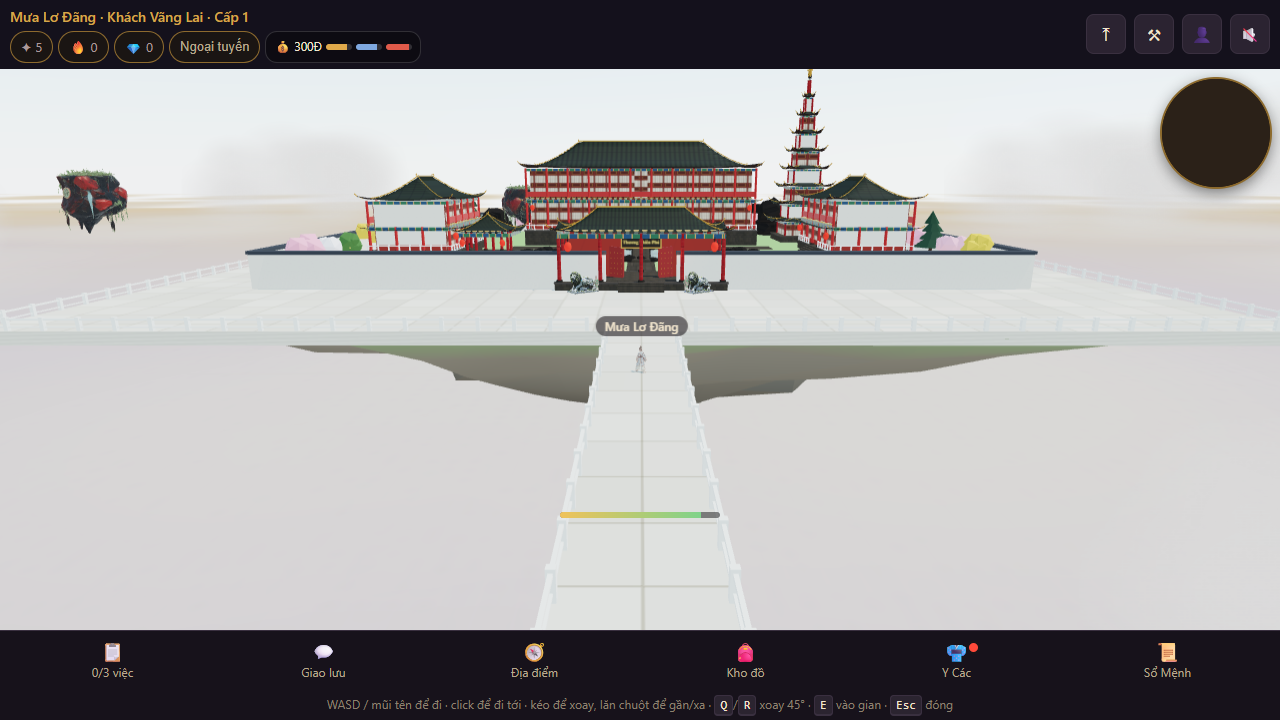 Mưa Lơ Đãng · Khách Vãng Lai · Cấp 1
5
0
0
Ngoại tuyến
300Đ
Mưa Lơ Đãng
0/3 việc
Giao lưu
Địa điểm
Kho đồ
Y Các
Sổ Mệnh
WASD / mũi tên để đi · click để đi tới · kéo để xoay, lăn chuột để gần/xa · Q / R xoay 45° · E vào gian · Esc đóng